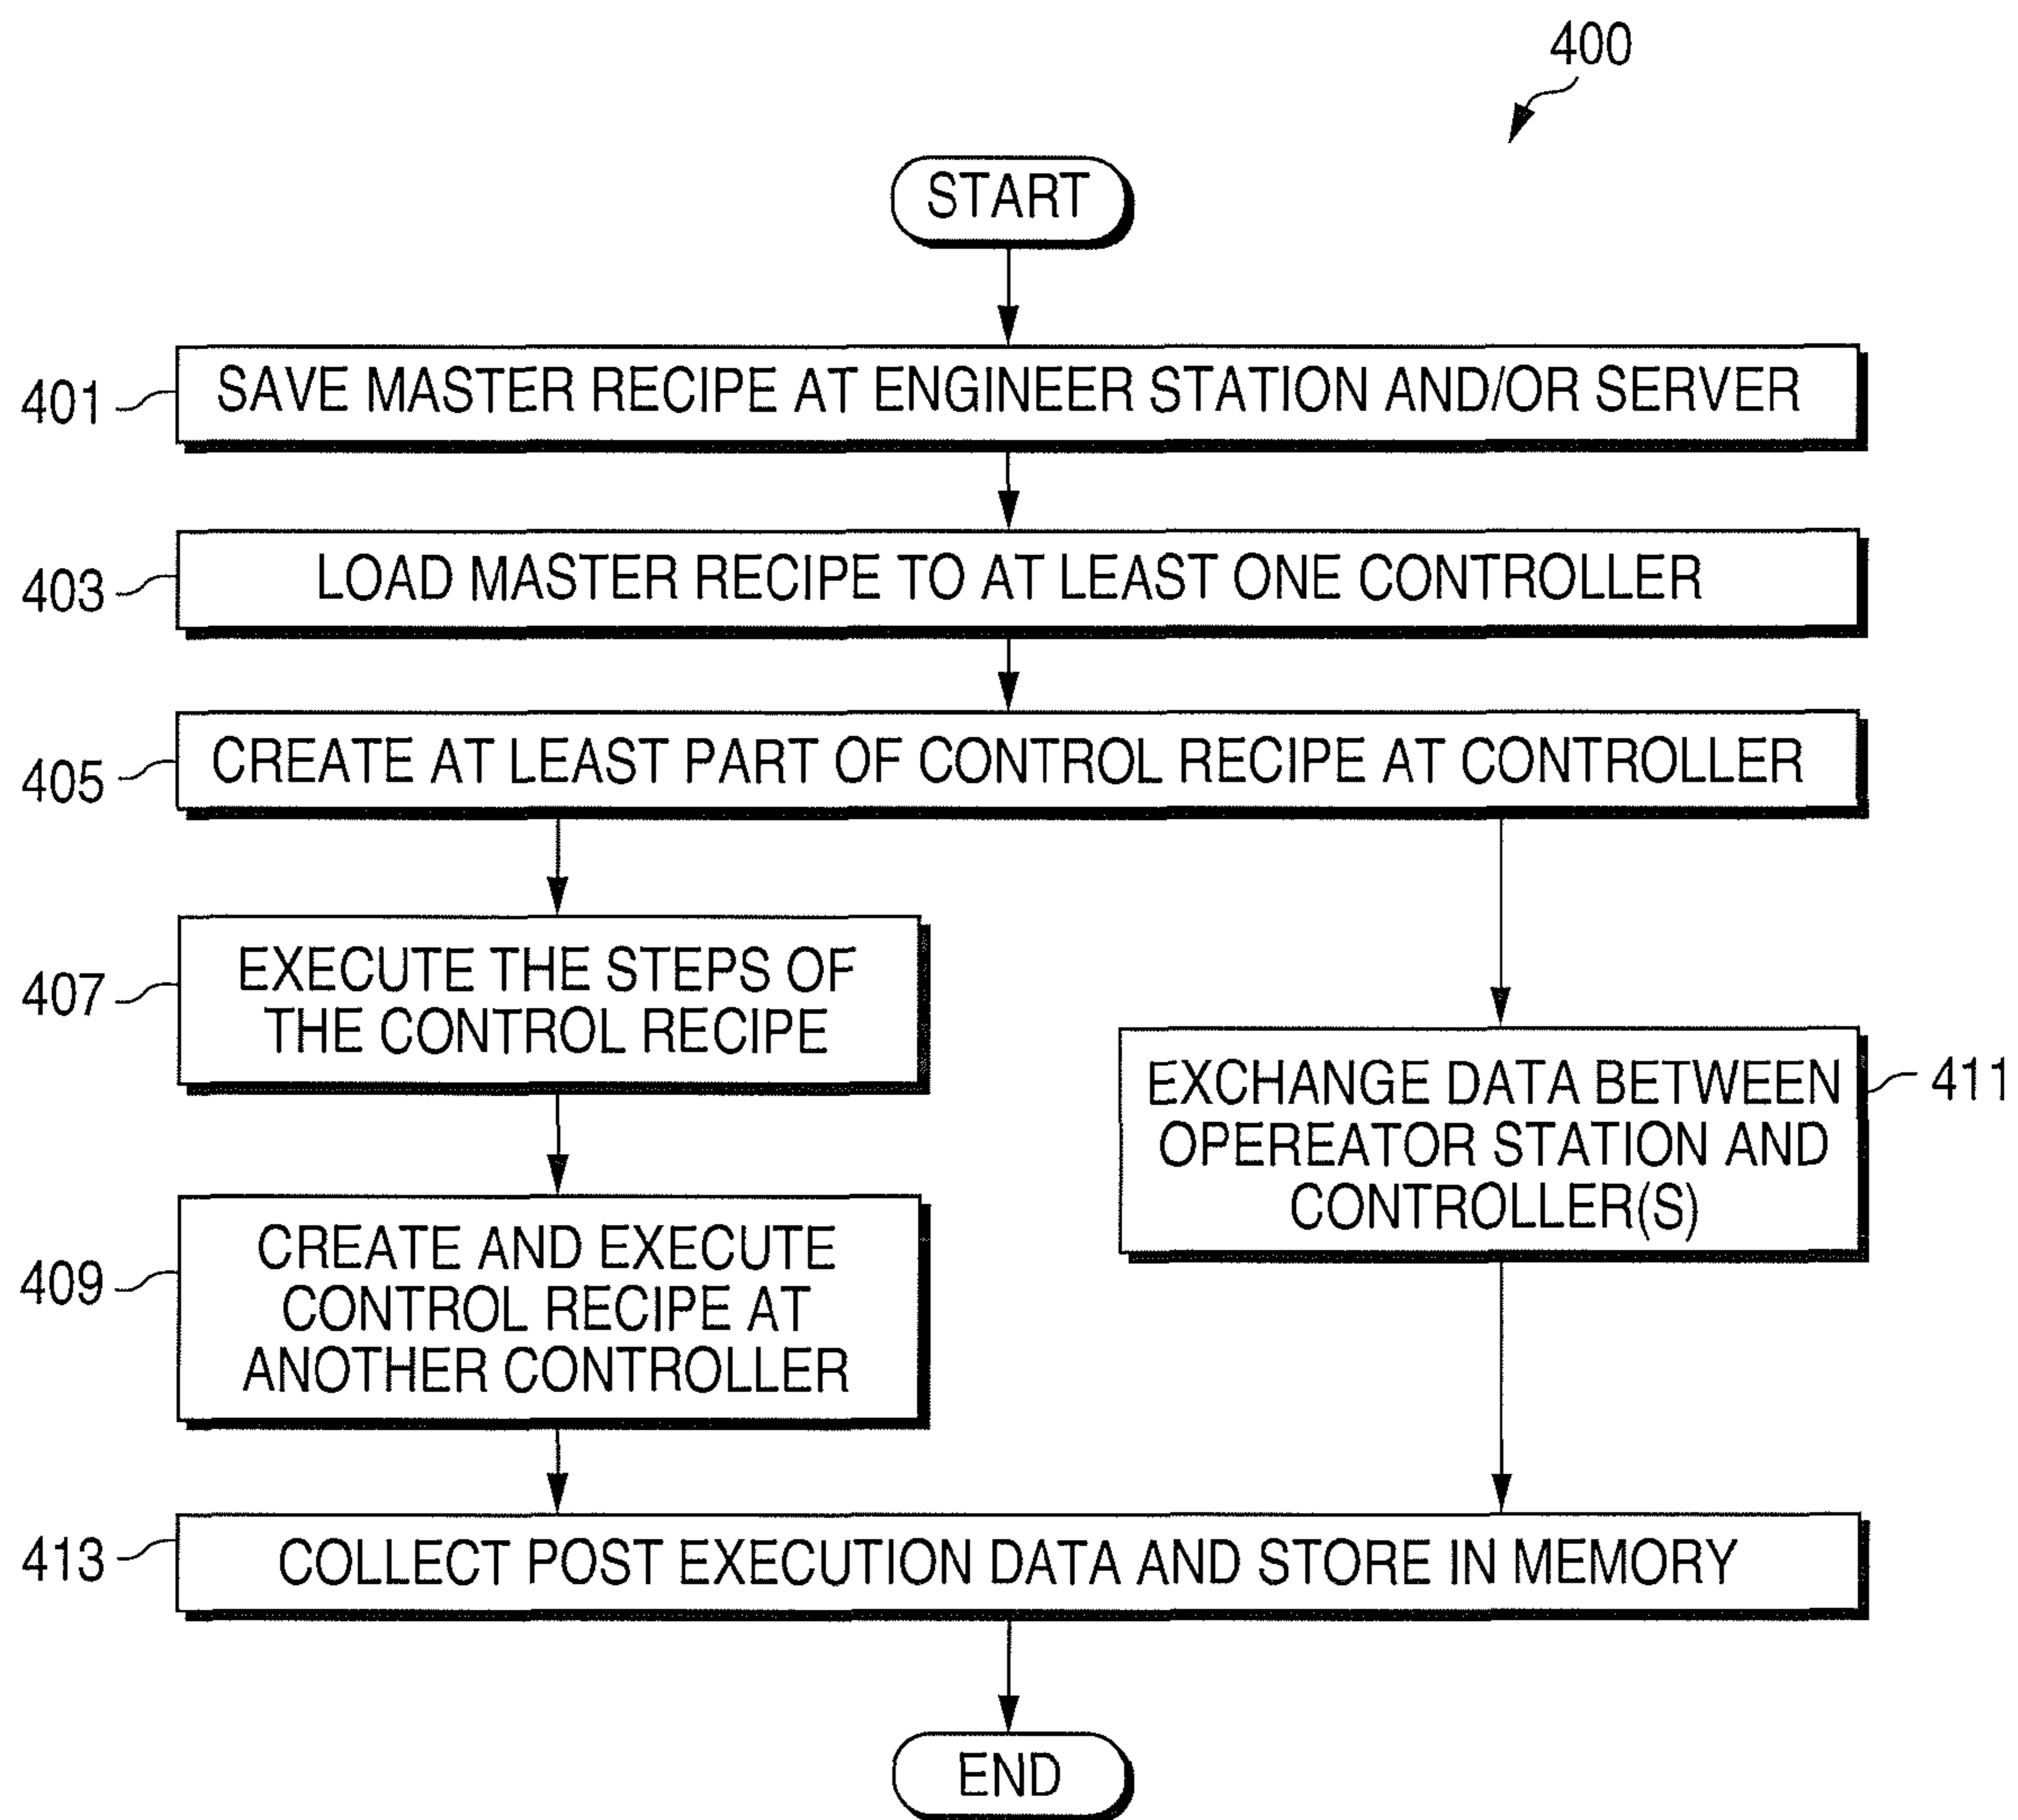 400
START
401
SAVE MASTER RECIPE AT ENGINEER STATION AND/OR SERVER
403
LOAD MASTER RECIPE TO AT LEAST ONE CONTROLLER
405
CREATE AT LEAST PART OF CONTROL RECIPE AT CONTROLLER
407
EXECUTE THE STEPS OF
THE CONTROL RECIPE
409
CREATE AND EXECUTE
CONTROL RECIPE AT
ANOTHER CONTROLLER
EXCHANGE DATA BETWEEN
OPEREATOR STATION AND
CONTROLLER(S)
411
413
COLLECT POST EXECUTION DATA AND STORE IN MEMORY
END